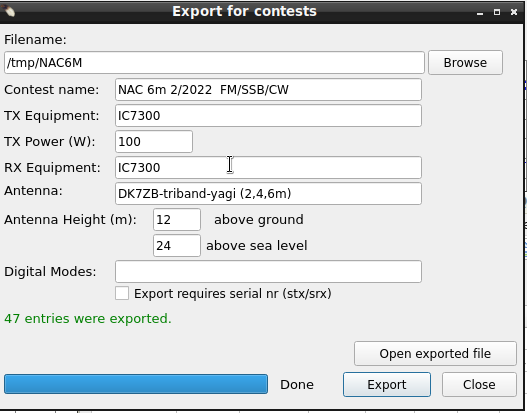 Export for contests
Filename:
/tmp/NAC6M Browse
Contest name: NAC 6m 2/2022  FM/SSB/CW
TX Equipment: IC7300
TX Power (W): 100
RX Equipment: IC7300
Antenna: DK7ZB-triband-yagi (2,4,6m)
Antenna Height (m): 12 above ground
24 above sea level
Digital Modes:
Export requires serial nr (stx/srx)
47 entries were exported.
Open exported file
Done Export Close